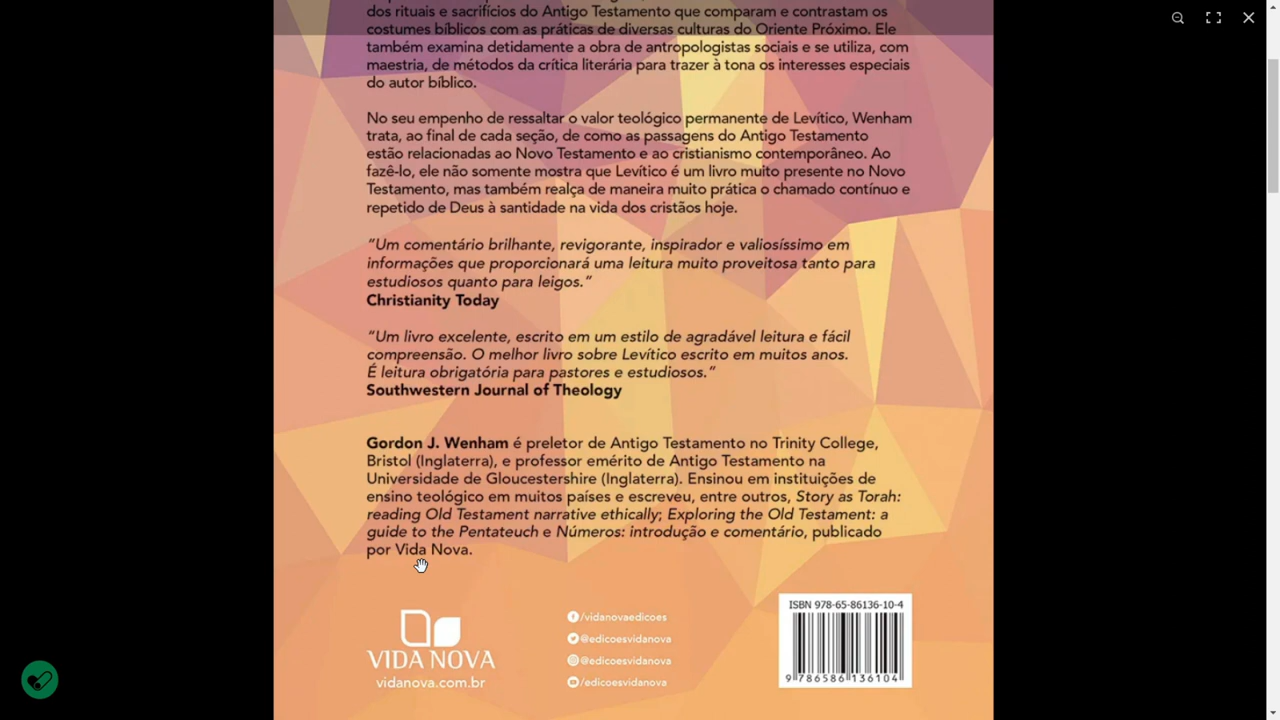 dos rituais e sacrifícios do Antigo Testamento que comparam e contrastam os
costumes bíblicos com as práticas de diversas culturas do Oriente Próximo. Ele
também examina detidamente a obra de antropologistas sociais e se utiliza, com
maestria, de métodos da crítica literária para trazer à tona os interesses especiais
do autor bíblico.
No seu empenho de ressaltar o valor teológico permanente de Levítico, Wenham
trata, ao final de cada seção, de como as passagens do Antigo Testamento
estão relacionadas ao Novo Testamento e ao cristianismo contemporâneo. Ao
fazê-lo, ele não somente mostra que Levítico é um livro muito presente no Novo
Testamento, mas também realça de maneira muito prática o chamado contínuo e
repetido de Deus à santidade na vida dos cristãos hoje.
“Um comentário brilhante, revigorante, inspirador e valiosíssimo em
informações que proporcionará uma leitura muito proveitosa tanto para
estudiosos quanto para leigos.”
Christianity Today
“Um livro excelente, escrito em um estilo de agradável leitura e fácil
compreensão. O melhor livro sobre Levítico escrito em muitos anos.
É leitura obrigatória para pastores e estudiosos.”
Southwestern Journal of Theology
Gordon J. Wenham é preletor de Antigo Testamento no Trinity College,
Bristol (Inglaterra), e professor emérito de Antigo Testamento na
Universidade de Gloucestershire (Inglaterra). Ensinou em instituições de
ensino teológico em muitos países e escreveu, entre outros, Story as Torah:
reading Old Testament narrative ethically; Exploring the Old Testament: a
guide to the Pentateuch e Números: introdução e comentário, publicado
por Vida Nova.
VIDA NOVA
vidanova.com.br
/vidanovaedicoes
@edicoesvidanova
@edicoesvidanova
/edicoesvidanova
ISBN 978-65-86136-10-4
9 786586 136104